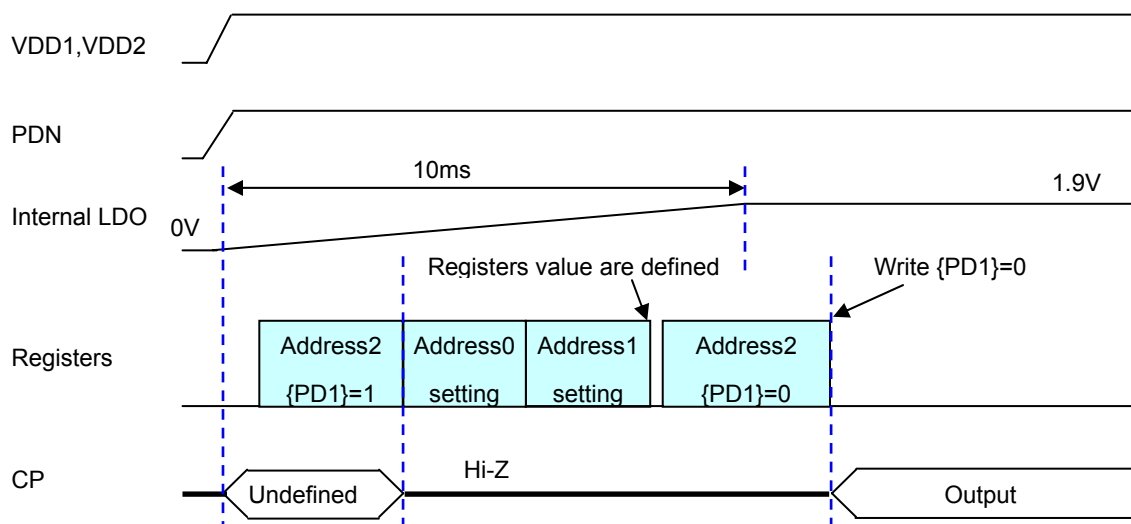 VDD1,VDD2
PDN
10ms
1.9V
Internal LDO
0V
Registers value are defined
Write {PD1}=0
Registers
Address2
{PD1}=1
Address0
setting
Address1
setting
Address2
{PD1}=0
CP
Undefined
Hi-Z
Output